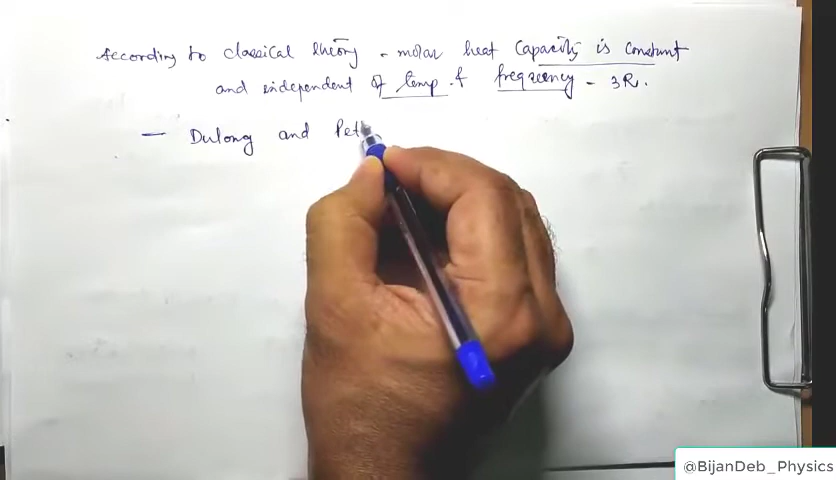 According to classical theory - molar heat capacity is constant
and independent of temp & frequency - 3R.
— Dulong and Pet
@BijanDeb_Physics